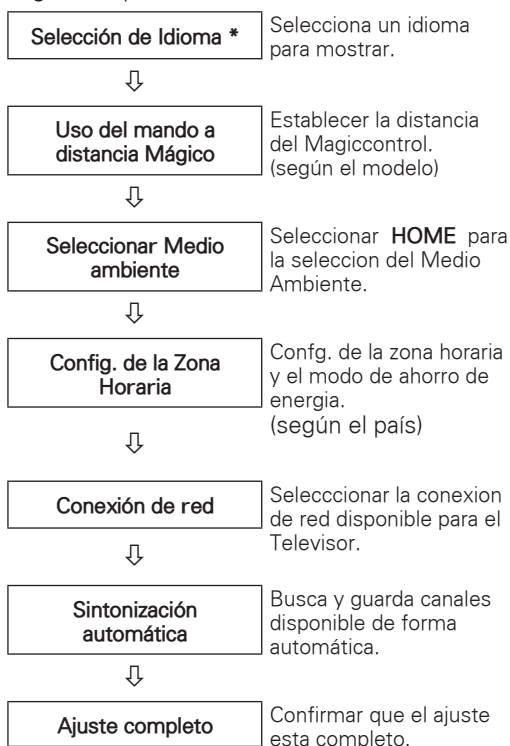 Selección de Idioma *
Selecciona un idioma
para mostrar.
Uso del mando a
distancia Mágico
Establecer la distancia
del Magiccontrol.
(según el modelo)
Seleccionar Medio
ambiente
Seleccionar HOME para
la seleccion del Medio
Ambiente.
Config. de la Zona
Horaria
Confg. de la zona horaria
y el modo de ahorro de
energia.
(según el país)
Conexión de red
Selecccionar la conexion
de red disponible para el
Televisor.
Sintonización
automática
Busca y guarda canales
disponible de forma
automática.
Ajuste completo
Confirmar que el ajuste
esta completo.